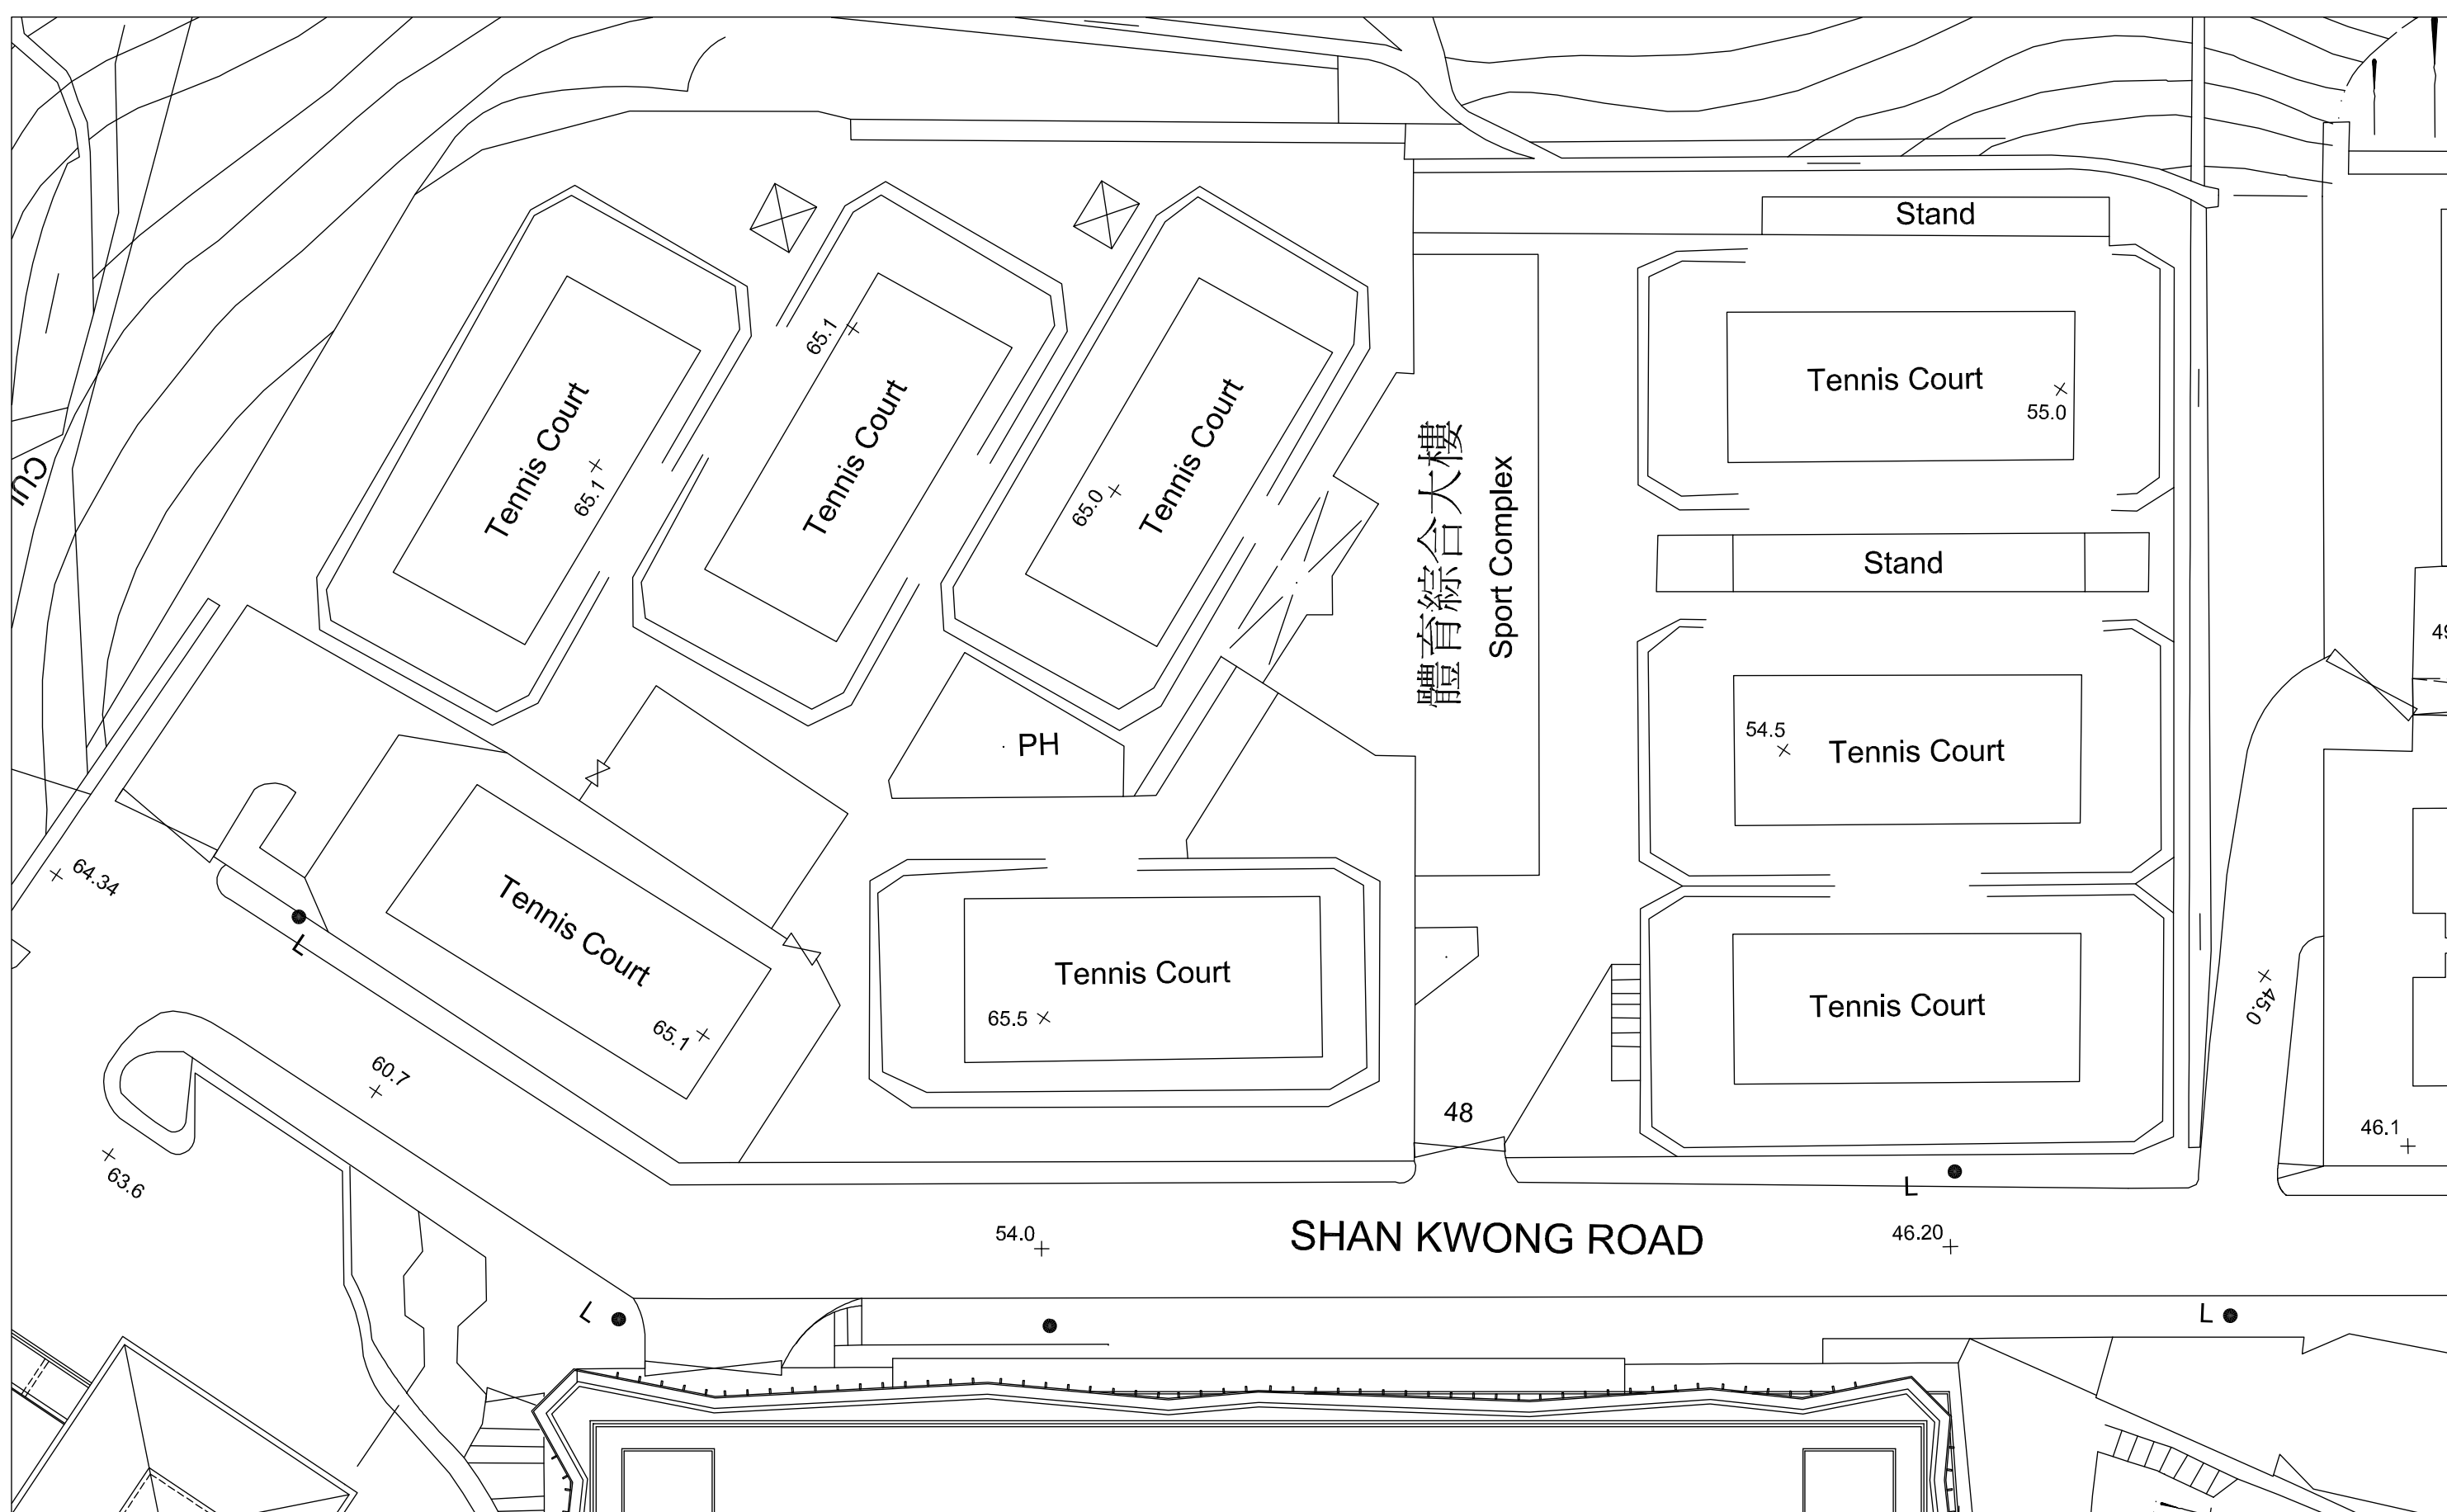 Stand
65.1
Tennis Court
55.0
Tennis Court
65.1
Tennis Court
65.0
Tennis Court
體育綜合大樓
Sport Complex
Stand
PH
54.5
Tennis Court
64.34
L
Tennis Court
65.1
Tennis Court
65.5
Tennis Court
45.0
60.7
48
46.1
63.6
L
54.0
SHAN KWONG ROAD
46.20
L
L